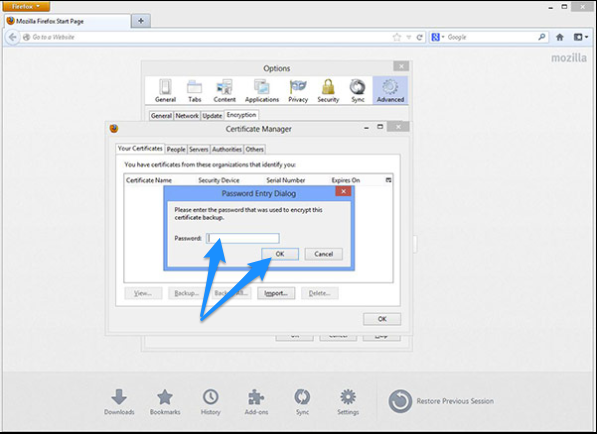 Firefox
Mozilla Firefox Start Page
Go to a Website
Google
mozilla
Options
General Tabs Content Applications Privacy Security Sync Advanced
General Network Update Encryption
Certificate Manager
Your Certificates People Servers Authorities Others
You have certificates from these organizations that identify you:
Certificate Name Security Device Serial Number Expires On
Password Entry Dialog
Please enter the password that was used to encrypt this
certificate backup.
Password:
OK Cancel
View... Backup... Import... Delete...
OK
Downloads Bookmarks History Add-ons Sync Settings
Restore Previous Session